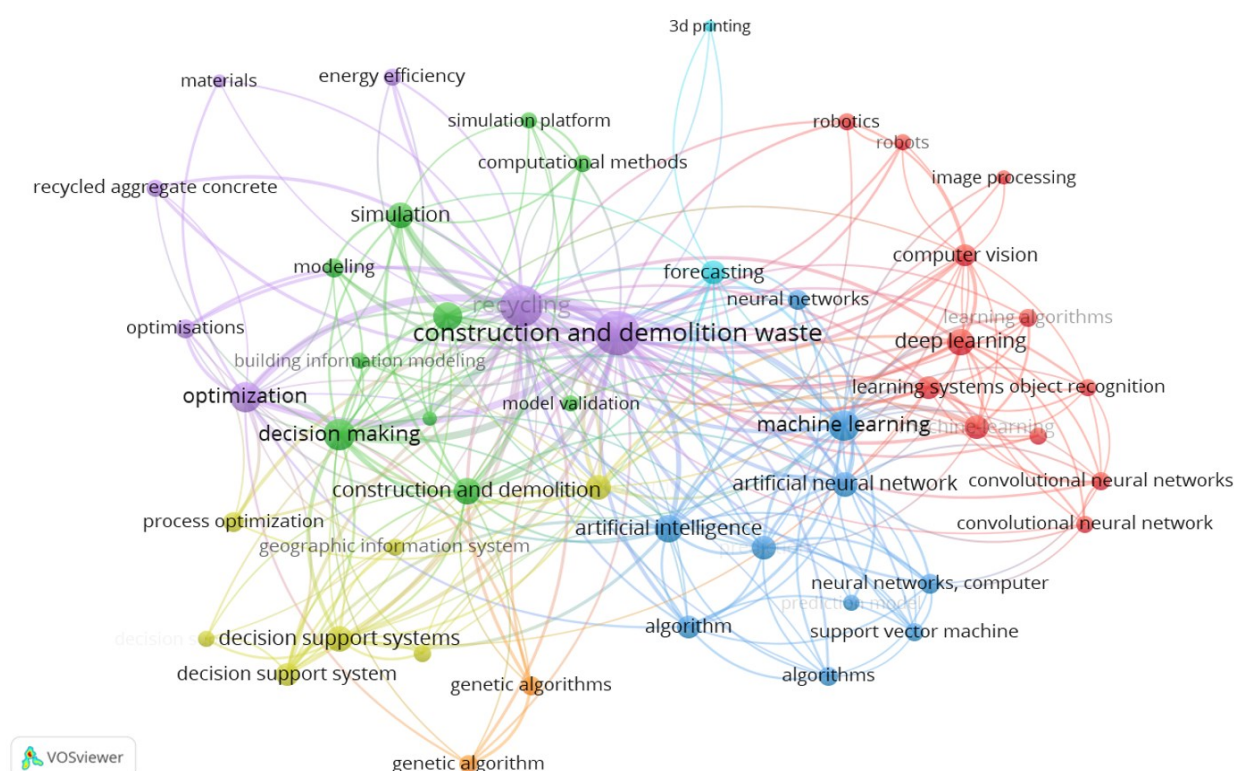 3d printing
materials
energy efficiency
simulation platform
robotics
robots
computational methods
image processing
recycled aggregate concrete
simulation
computer vision
modeling
forecasting
neural networks
recycling
learning algorithms
optimisations
construction and demolition waste
deep learning
building information modeling
learning systems
object recognition
optimization
model validation
decision making
machine learning
machine learning
construction and demolition
artificial neural network
convolutional neural networks
process optimization
artificial intelligence
convolutional neural network
geographic information system
neural networks, computer
prediction model
algorithm
support vector machine
decision support systems
decision support system
algorithms
genetic algorithms
VOSviewer
genetic algorithm